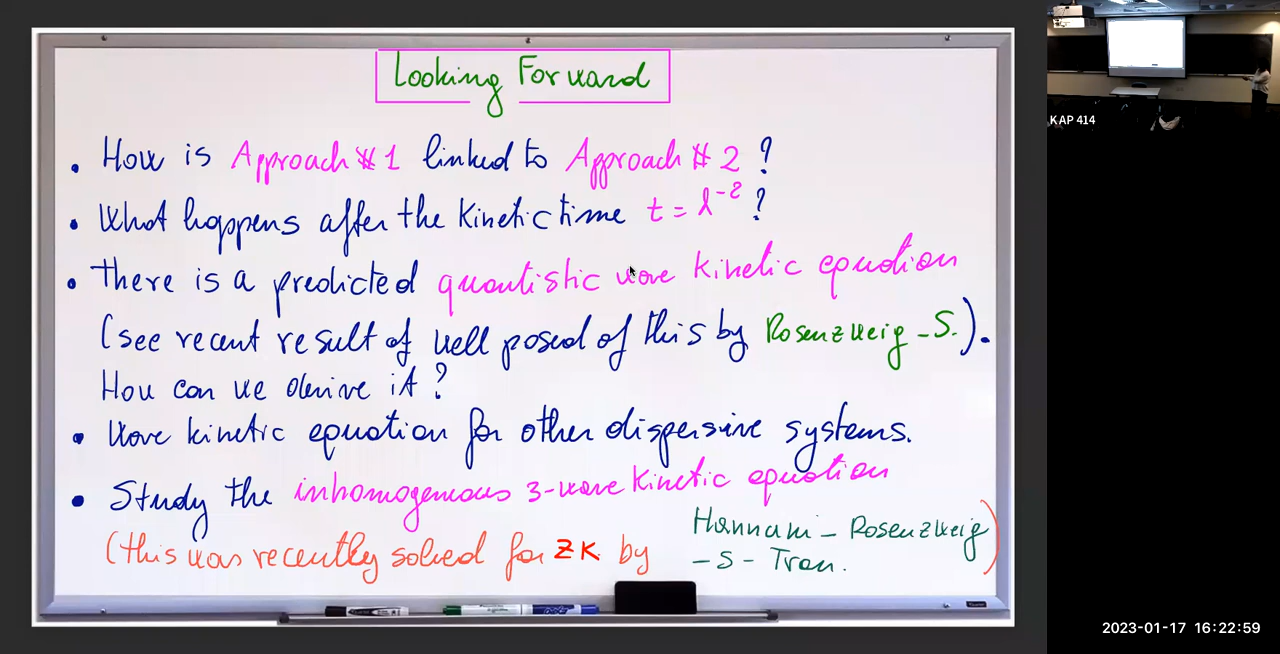 Looking Forward
• How is Approach #1 linked to Approach #2 ?
• What happens after the kinetic time t = λ⁻² ?
• There is a predicted quantistic wave kinetic equation
(see recent result of well posed of this by Rosenzweig - S.).
How can we derive it ?
• Wave kinetic equation for other dispersive systems.
• Study the inhomogenous 3-wave kinetic equation
(this was recently solved for ZK by Hannani - Rosenzweig
- S - Tran.)
KAP 414
2023-01-17 16:22:59